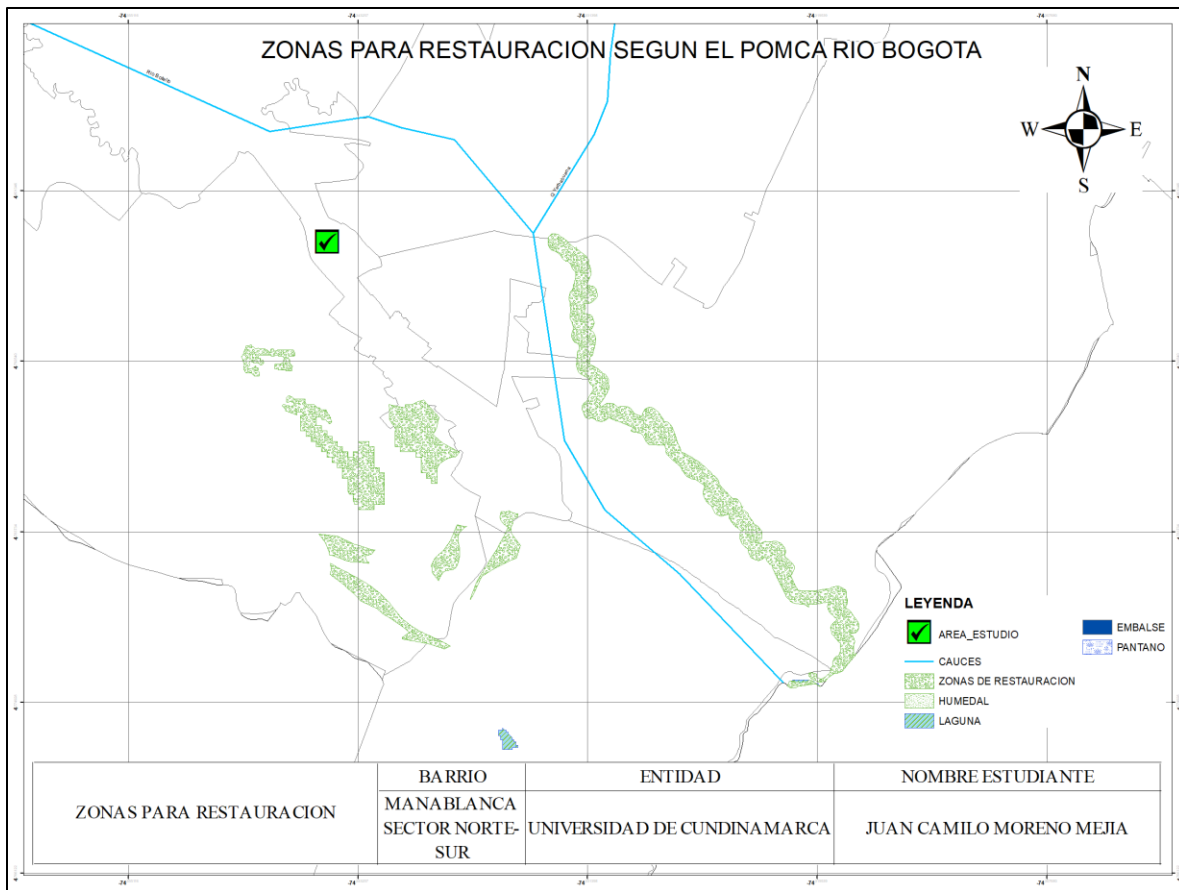 ZONAS PARA RESTAURACION SEGUN EL POMCA RIO BOGOTA
N
W E
S
LEYENDA
AREA_ESTUDIO
CAUCES
ZONAS DE RESTAURACION
HUMEDAL
LAGUNA
EMBALSE
PANTANO
ZONAS PARA RESTAURACION
BARRIO
MANABLANCA
SECTOR NORTE-
SUR
ENTIDAD
UNIVERSIDAD DE CUNDINAMARCA
NOMBRE ESTUDIANTE
JUAN CAMILO MORENO MEJIA